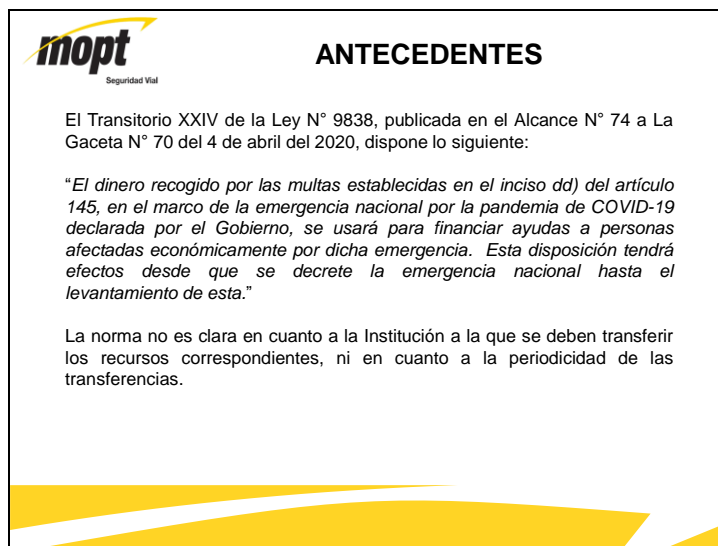 mopt
Seguridad Vial
ANTECEDENTES
El Transitorio XXIV de la Ley N° 9838, publicada en el Alcance N° 74 a La
Gaceta N° 70 del 4 de abril del 2020, dispone lo siguiente:
“El dinero recogido por las multas establecidas en el inciso dd) del artículo
145, en el marco de la emergencia nacional por la pandemia de COVID-19
declarada por el Gobierno, se usará para financiar ayudas a personas
afectadas económicamente por dicha emergencia. Esta disposición tendrá
efectos desde que se decrete la emergencia nacional hasta el
levantamiento de esta.”
La norma no es clara en cuanto a la Institución a la que se deben transferir
los recursos correspondientes, ni en cuanto a la periodicidad de las
transferencias.